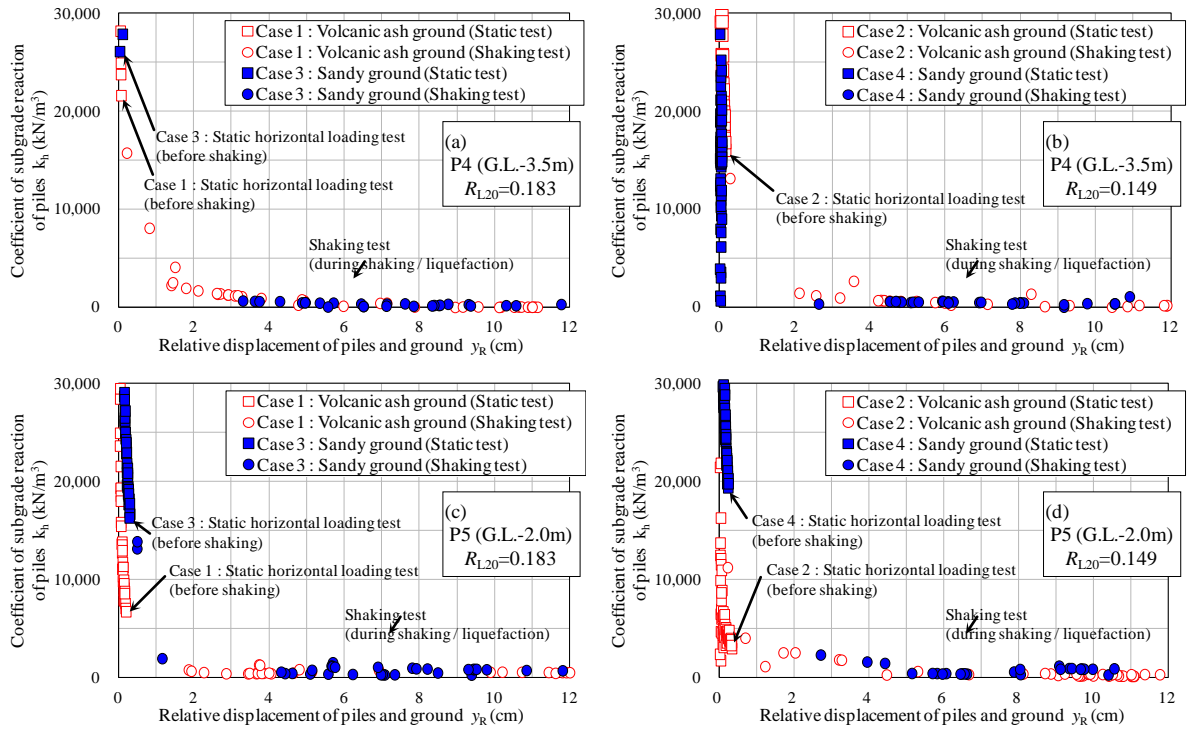 30,000
20,000
10,000
0
Coefficient of subgrade reaction
of piles k_h (kN/m³)
Case 1 : Volcanic ash ground (Static test)
Case 1 : Volcanic ash ground (Shaking test)
Case 3 : Sandy ground (Static test)
Case 3 : Sandy ground (Shaking test)
(a)
P4 (G.L.-3.5m)
R_L20=0.183
Case 3 : Static horizontal loading test
(before shaking)
Case 1 : Static horizontal loading test
(before shaking)
Shaking test
(during shaking / liquefaction)
0 2 4 6 8 10 12
Relative displacement of piles and ground y_R (cm)
30,000
20,000
10,000
0
Coefficient of subgrade reaction
of piles k_h (kN/m³)
Case 2 : Volcanic ash ground (Static test)
Case 2 : Volcanic ash ground (Shaking test)
Case 4 : Sandy ground (Static test)
Case 4 : Sandy ground (Shaking test)
(b)
P4 (G.L.-3.5m)
R_L20=0.149
Case 2 : Static horizontal loading test
(before shaking)
Shaking test
(during shaking / liquefaction)
0 2 4 6 8 10 12
Relative displacement of piles and ground y_R (cm)
30,000
20,000
10,000
0
Coefficient of subgrade reaction
of piles k_h (kN/m³)
Case 1 : Volcanic ash ground (Static test)
Case 1 : Volcanic ash ground (Shaking test)
Case 3 : Sandy ground (Static test)
Case 3 : Sandy ground (Shaking test)
(c)
P5 (G.L.-2.0m)
R_L20=0.183
Case 3 : Static horizontal loading test
(before shaking)
Case 1 : Static horizontal loading test
(before shaking)
Shaking test
(during shaking / liquefaction)
0 2 4 6 8 10 12
Relative displacement of piles and ground y_R (cm)
30,000
20,000
10,000
0
Coefficient of subgrade reaction
of piles k_h (kN/m³)
Case 2 : Volcanic ash ground (Static test)
Case 2 : Volcanic ash ground (Shaking test)
Case 4 : Sandy ground (Static test)
Case 4 : Sandy ground (Shaking test)
(d)
P5 (G.L.-2.0m)
R_L20=0.149
Case 4 : Static horizontal loading test
(before shaking)
Case 2 : Static horizontal loading test
(before shaking)
Shaking test
(during shaking / liquefaction)
0 2 4 6 8 10 12
Relative displacement of piles and ground y_R (cm)